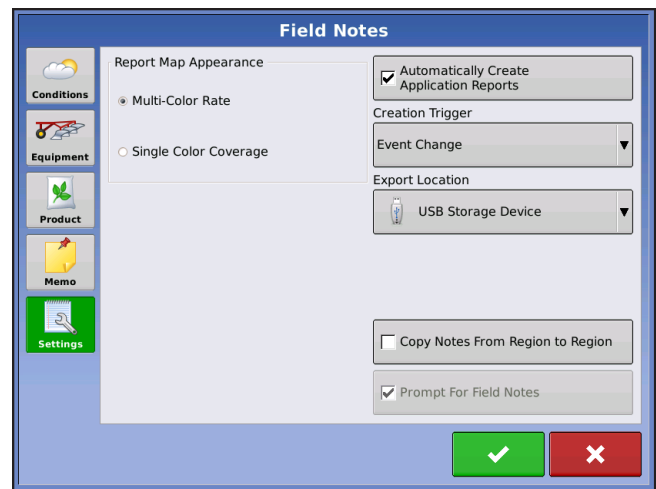 Field Notes
Conditions
Equipment
Product
Memo
Settings
Report Map Appearance
Multi-Color Rate
Single Color Coverage
Automatically Create
Application Reports
Creation Trigger
Event Change
Export Location
USB Storage Device
Copy Notes From Region to Region
Prompt For Field Notes